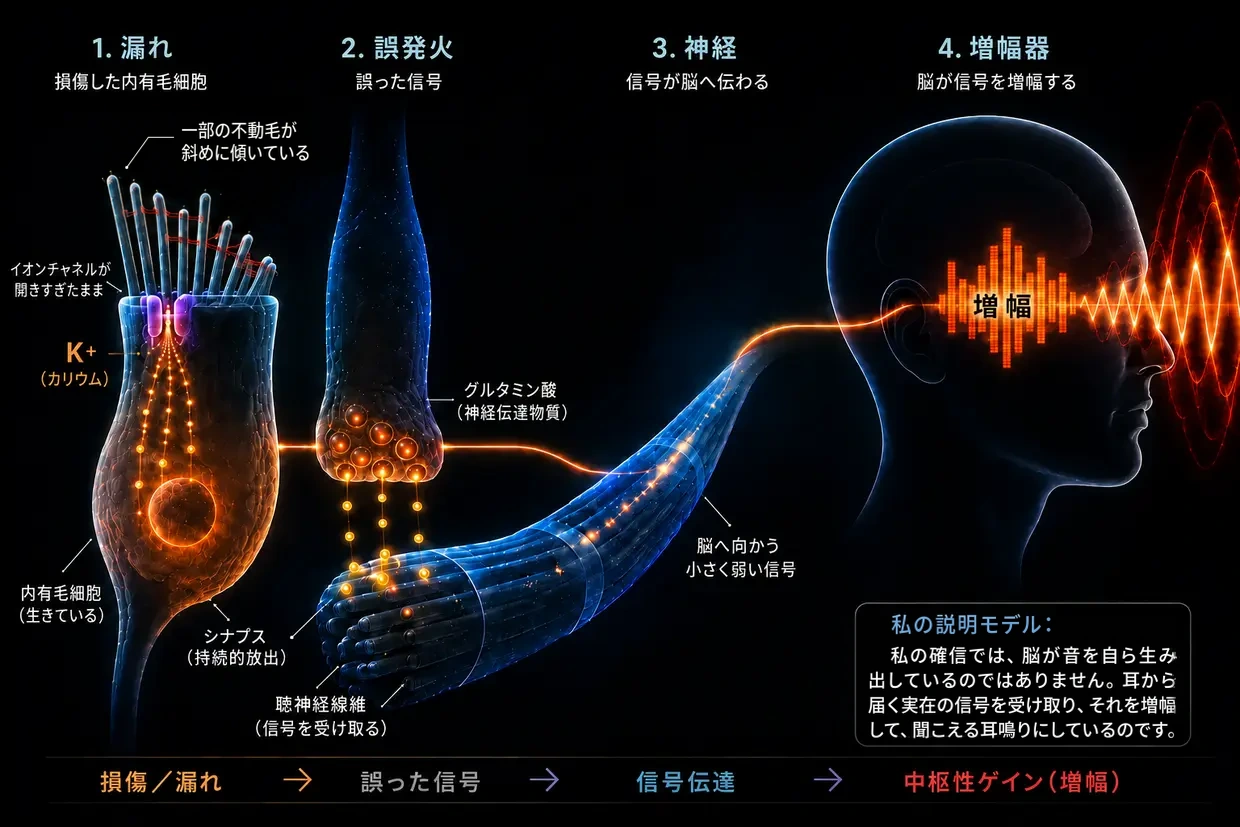 1. 漏れ
損傷した内有毛細胞
2. 誤発火
誤った信号
3. 神経
信号が脳へ伝わる
4. 増幅器
脳が信号を増幅する
一部の不動毛が
斜めに傾いている
イオンチャネルが
開きすぎたまま
K⁺
（カリウム）
内有毛細胞
（生きている）
シナプス
（持続的放出）
グルタミン酸
（神経伝達物質）
聴神経線維
（信号を受け取る）
脳へ向かう
小さく弱い信号
増幅
私の説明モデル：
私の確信では、脳が音を自ら生み
出しているのではありません。耳から
届く実在の信号を受け取り、それを増幅
して、聞こえる耳鳴りにしているのです。
損傷／漏れ → 誤った信号 → 信号伝達 → 中枢性ゲイン（増幅）